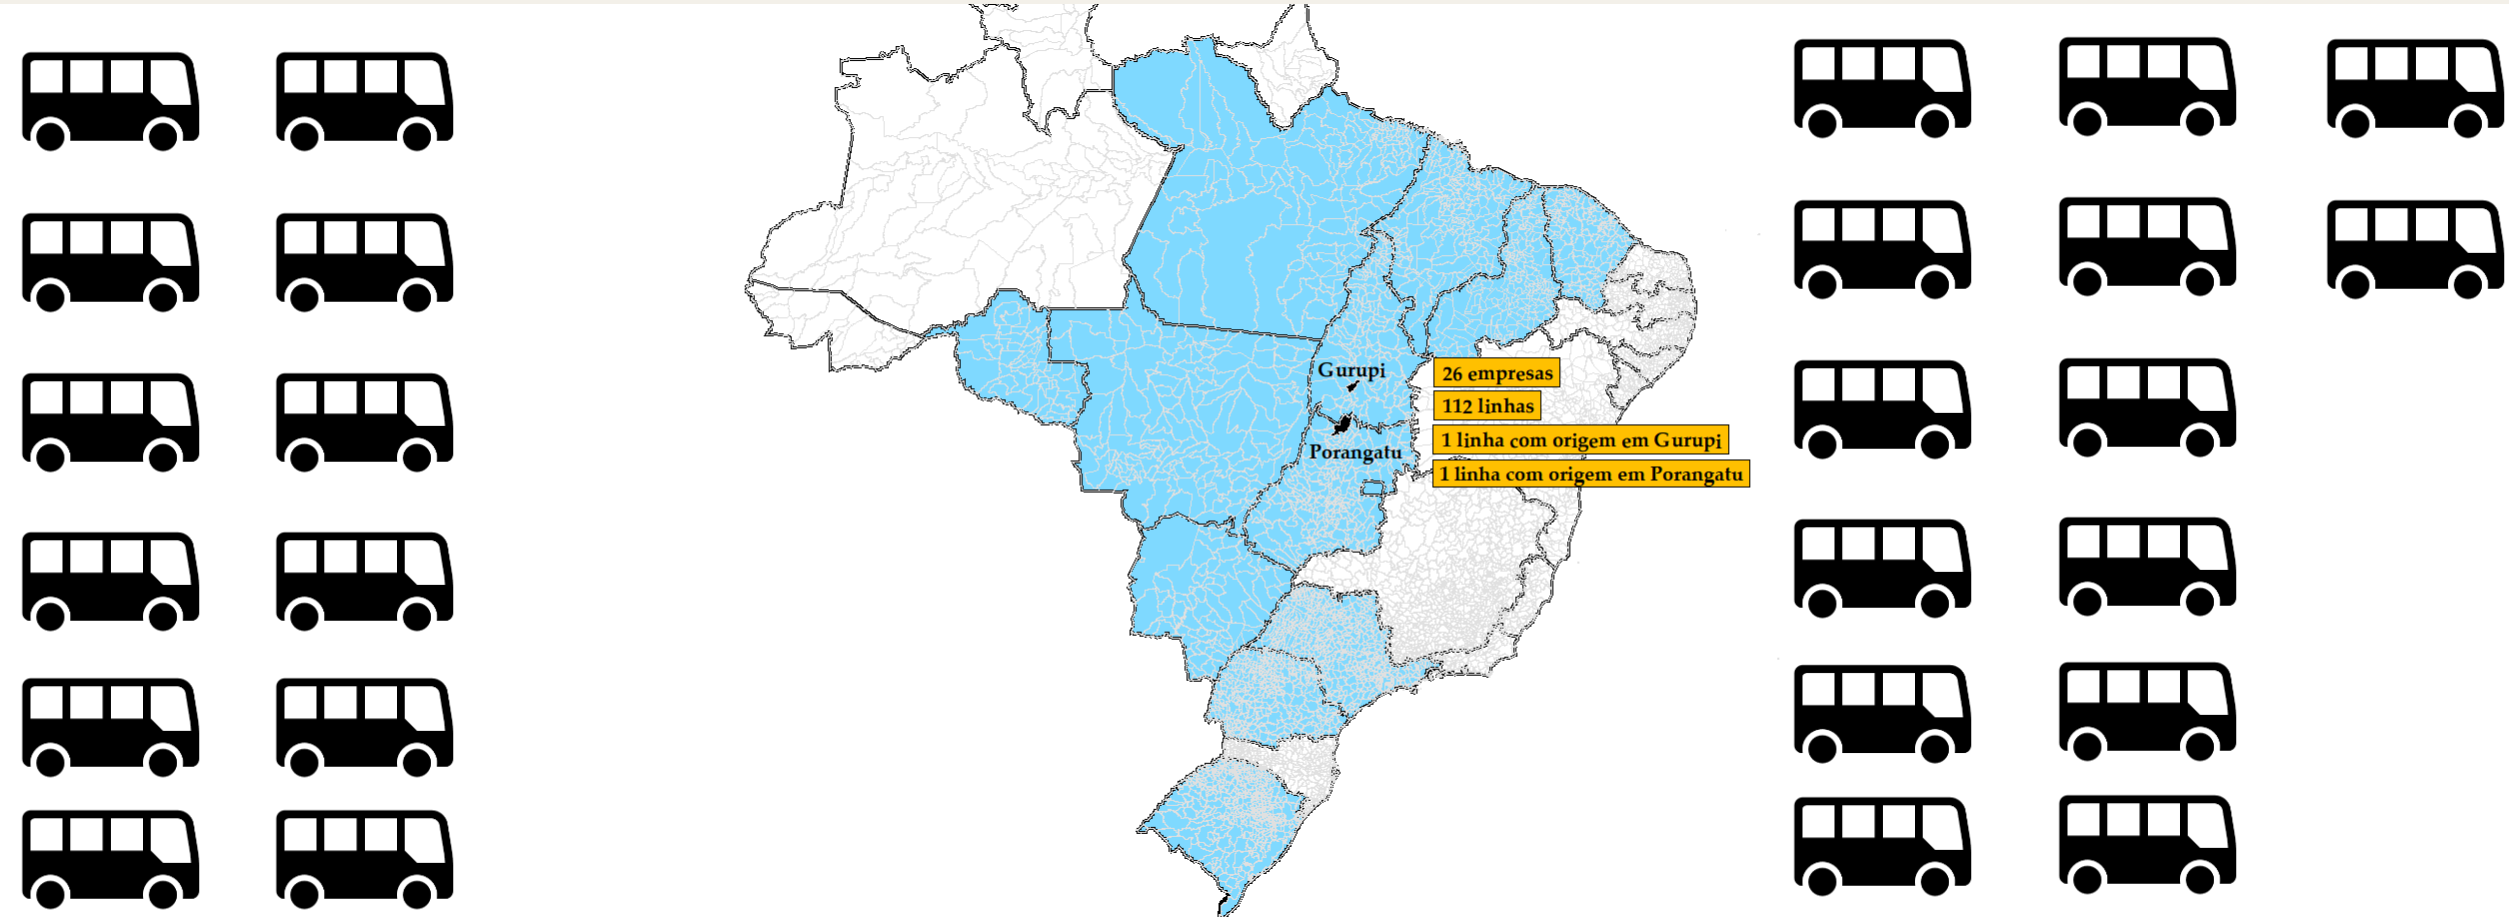 Gurupi
Porangatu
26 empresas
112 linhas
1 linha com origem em Gurupi
1 linha com origem em Porangatu